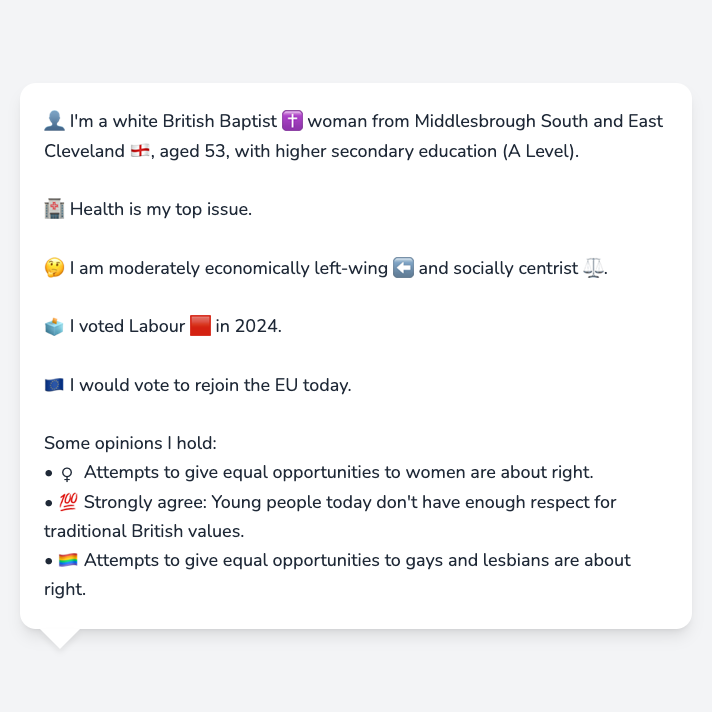 👤 I'm a white British Baptist ✝️ woman from Middlesbrough South and East
Cleveland 🏴󠁧󠁢󠁥󠁮󠁧󠁿, aged 53, with higher secondary education (A Level).
🏥 Health is my top issue.
🤔 I am moderately economically left-wing ⬅️ and socially centrist ⚖️.
🗳️ I voted Labour 🟥 in 2024.
🇪🇺 I would vote to rejoin the EU today.
Some opinions I hold:
• ♀️ Attempts to give equal opportunities to women are about right.
• 💯 Strongly agree: Young people today don't have enough respect for
traditional British values.
• 🏳️‍🌈 Attempts to give equal opportunities to gays and lesbians are about
right.